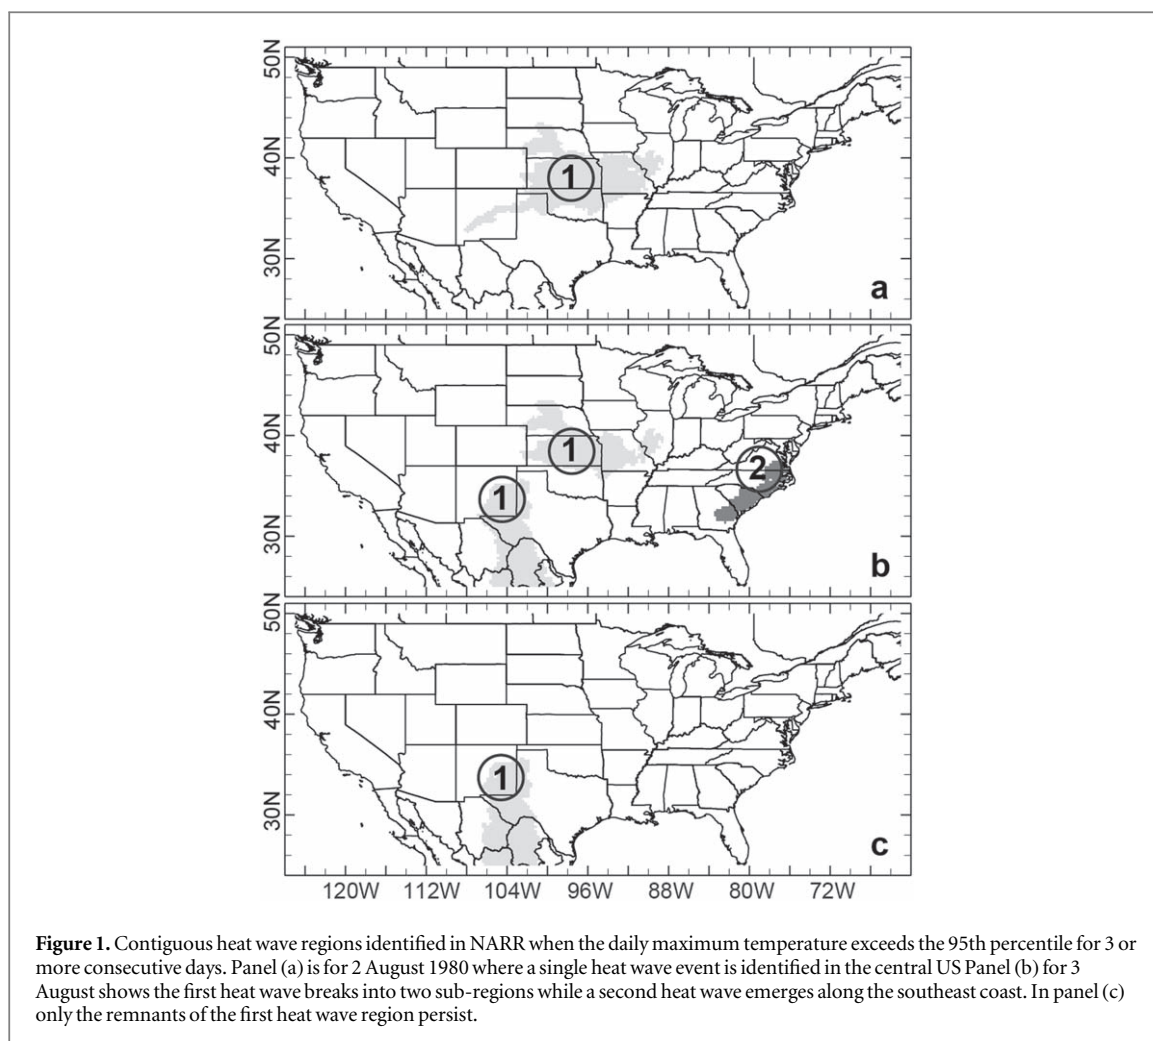 50N
40N
30N
1
a
50N
40N
30N
1
1
2
b
50N
40N
30N
1
c
120W 112W 104W 96W 88W 80W 72W
Figure 1. Contiguous heat wave regions identified in NARR when the daily maximum temperature exceeds the 95th percentile for 3 or
more consecutive days. Panel (a) is for 2 August 1980 where a single heat wave event is identified in the central US Panel (b) for 3
August shows the first heat wave breaks into two sub-regions while a second heat wave emerges along the southeast coast. In panel (c)
only the remnants of the first heat wave region persist.